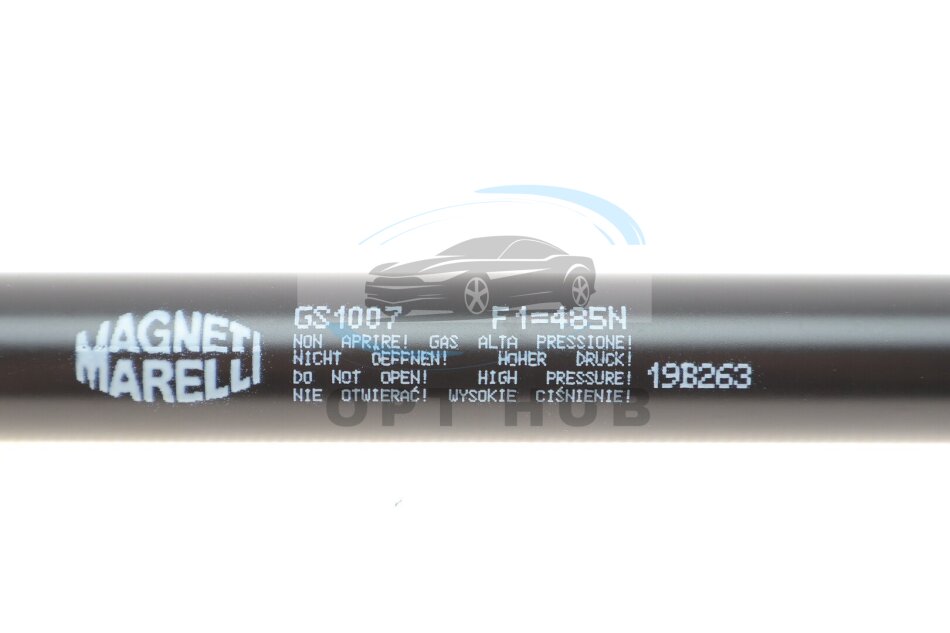 MAGNETI
MARELLI
GS1007 F1=485N
NON APRIRE! GAS ALTA PRESSIONE!
NICHT OEFFNEN! HOHER DRUCK!
DO NOT OPEN! HIGH PRESSURE!
NIE OTWIERAĆ! WYSOKIE CIŚNIENIE!
19B263
OPT HUB